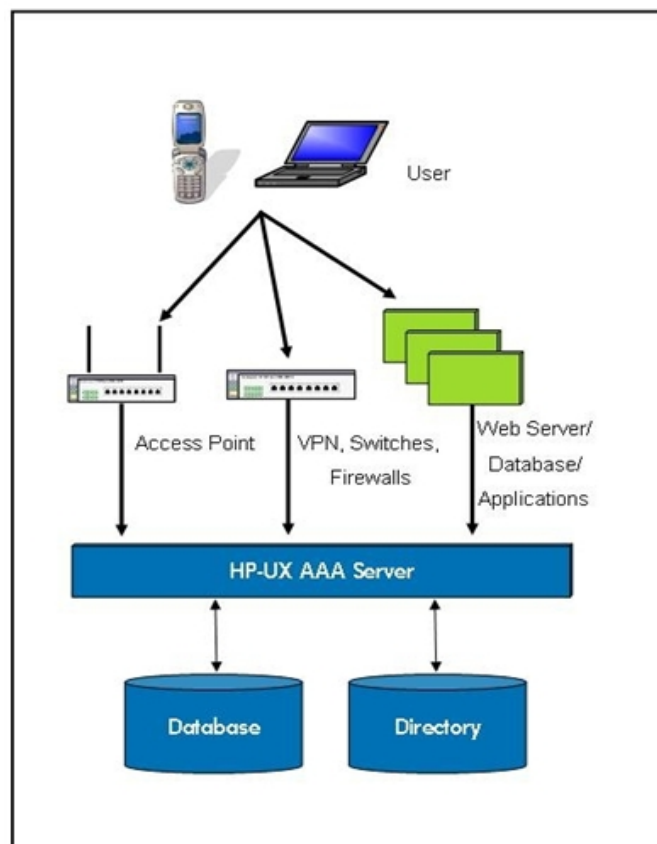 User
Access Point
VPN, Switches,
Firewalls
Web Server/
Database/
Applications
HP-UX AAA Server
Database
Directory